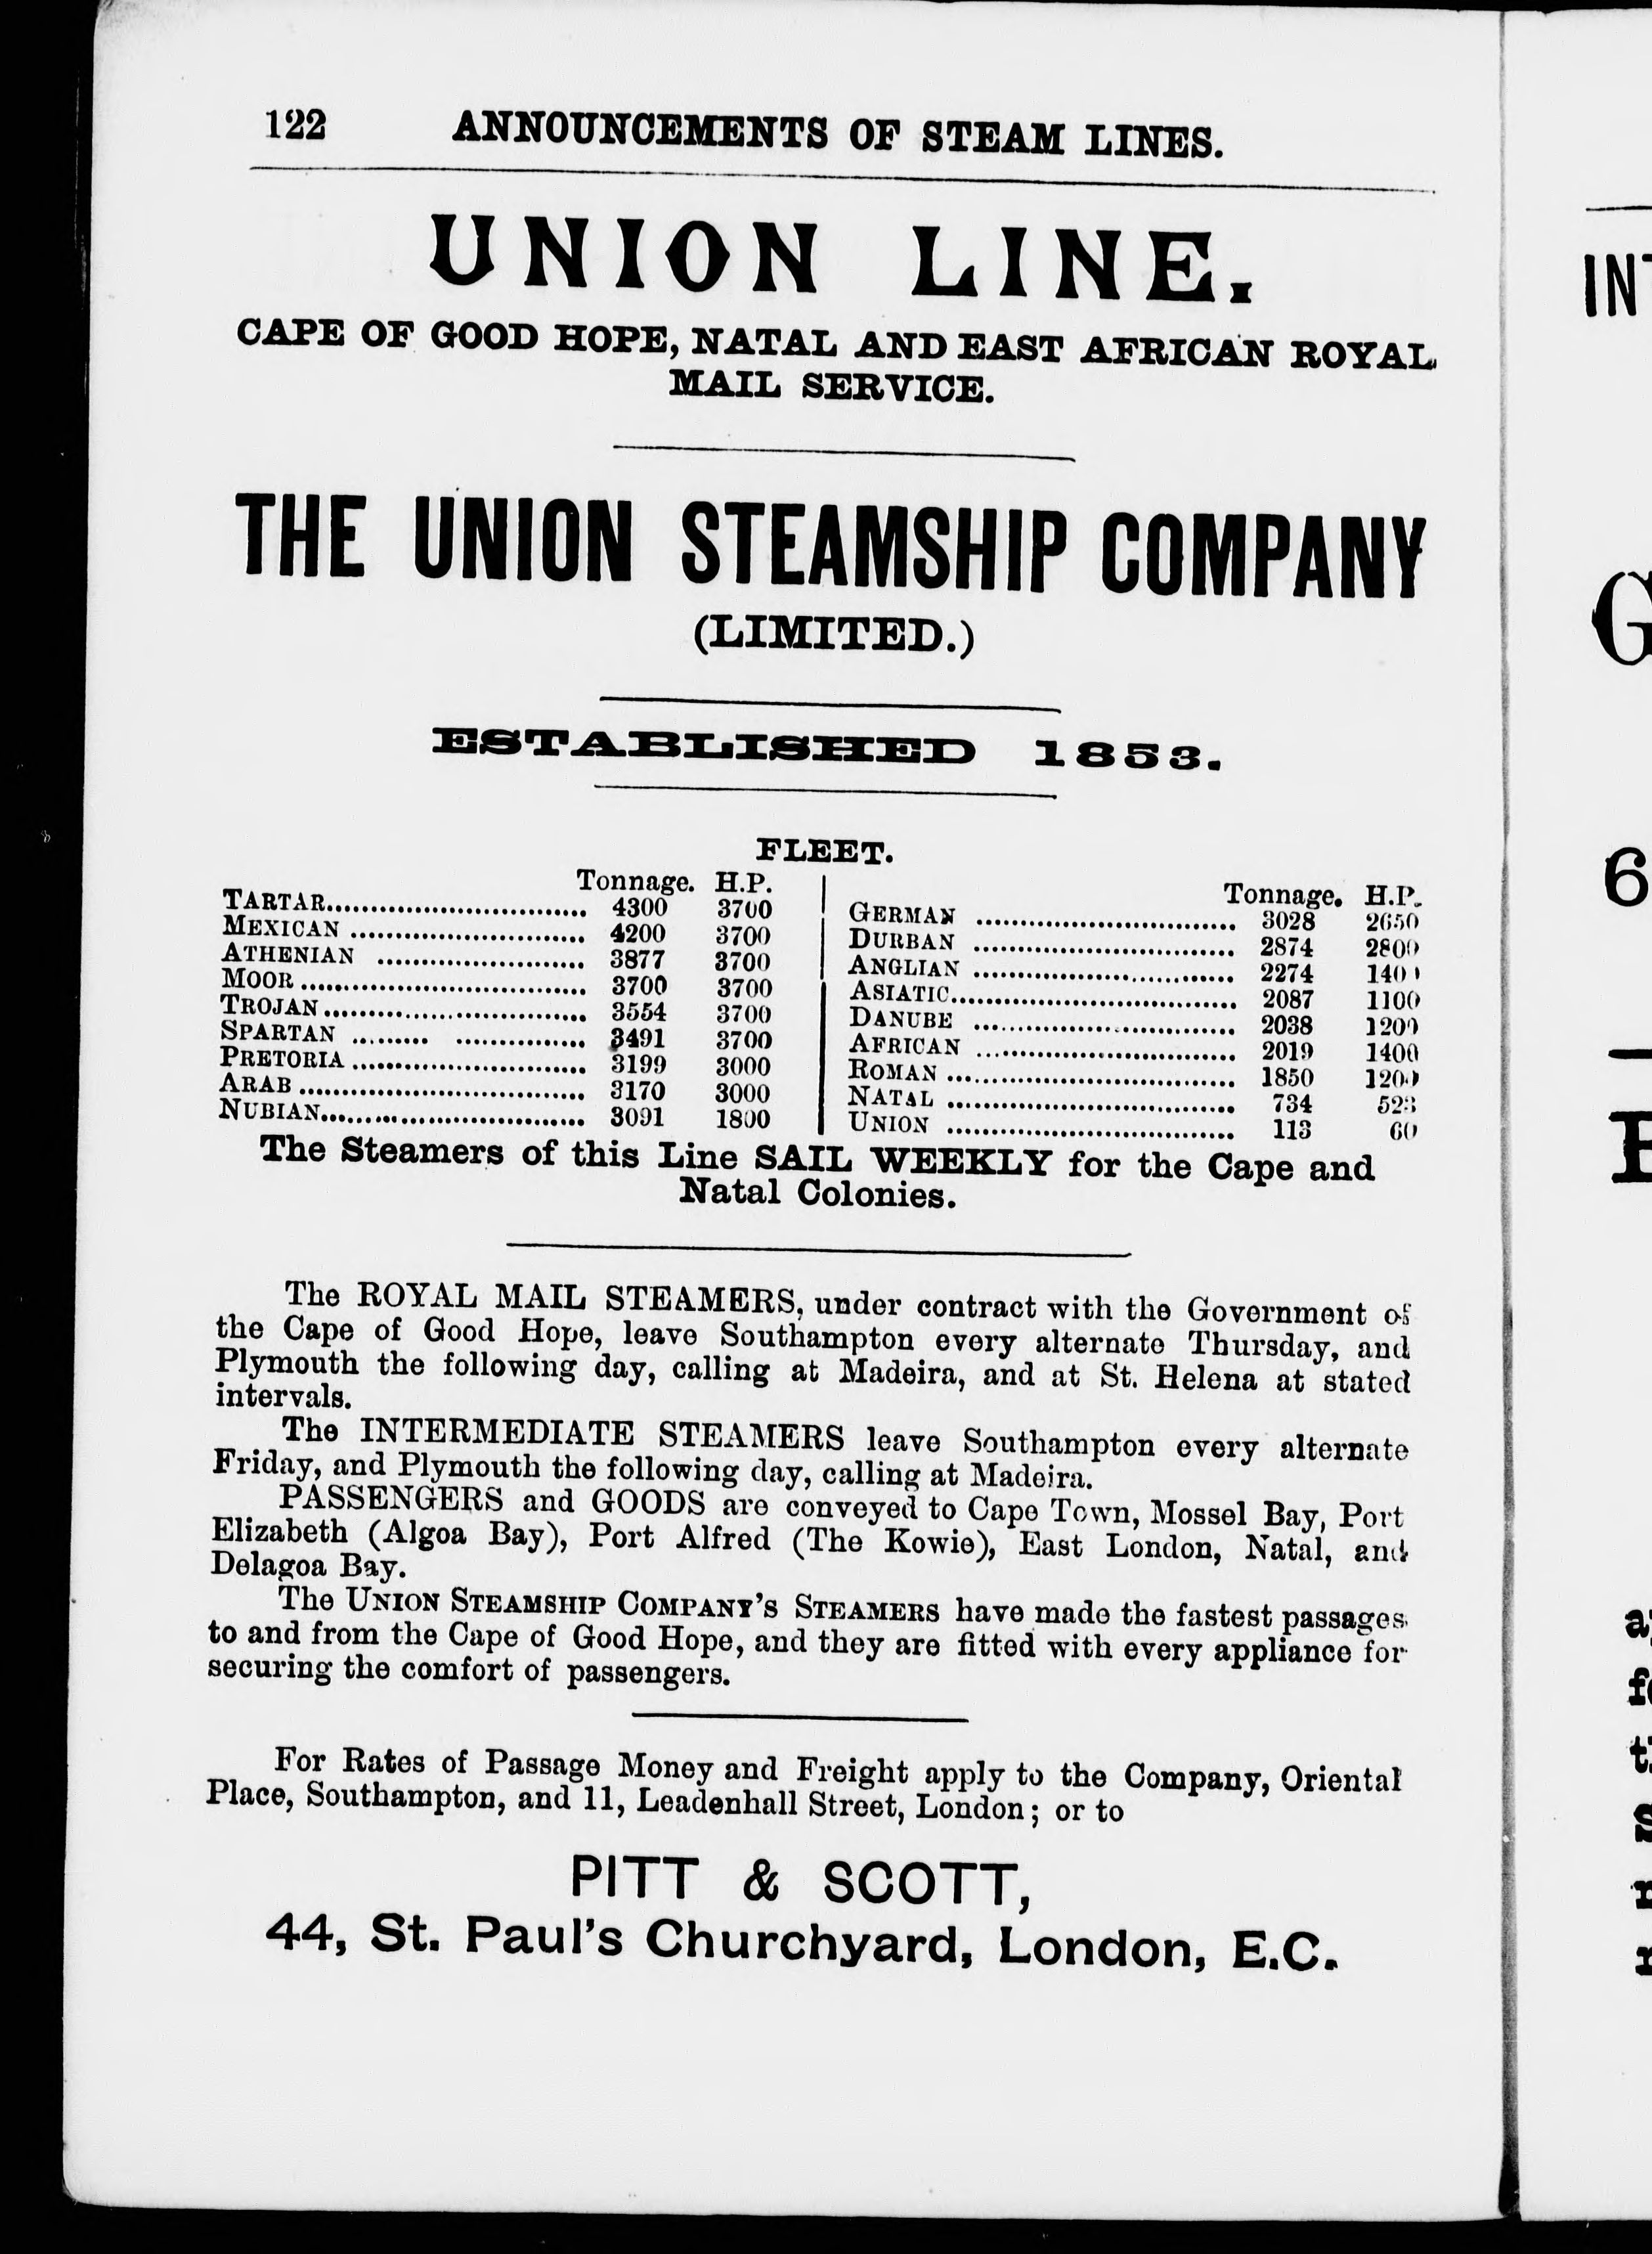 122 ANNOUNCEMENTS OF STEAM LINES.
UNION LINE.
CAPE OF GOOD HOPE, NATAL AND EAST AFRICAN ROYAL
MAIL SERVICE.
THE UNION STEAMSHIP COMPANY
(LIMITED.)
ESTABLISHED 1853.
FLEET.
Tonnage. H.P.
TARTAR.............................. 4300 3700
MEXICAN ........................... 4200 3700
ATHENIAN ........................ 3877 3700
MOOR ................................. 3700 3700
TROJAN .............................. 3554 3700
SPARTAN ......... ............... 3491 3700
PRETORIA ........................... 3199 3000
ARAB ................................. 3170 3000
NUBIAN.............................. 3091 1800
Tonnage. H.P.
GERMAN .............................. 3028 2650
DURBAN .............................. 2874 2800
ANGLIAN .............................. 2274 1400
ASIATIC................................. 2087 1100
DANUBE .............................. 2038 1200
AFRICAN .............................. 2019 1400
ROMAN ................................. 1850 1200
NATAL ................................. 734 528
UNION ................................. 113 60
The Steamers of this Line SAIL WEEKLY for the Cape and
Natal Colonies.
The ROYAL MAIL STEAMERS, under contract with the Government of
the Cape of Good Hope, leave Southampton every alternate Thursday, and
Plymouth the following day, calling at Madeira, and at St. Helena at stated
intervals.
The INTERMEDIATE STEAMERS leave Southampton every alternate
Friday, and Plymouth the following day, calling at Madeira.
PASSENGERS and GOODS are conveyed to Cape Town, Mossel Bay, Port
Elizabeth (Algoa Bay), Port Alfred (The Kowie), East London, Natal, and
Delagoa Bay.
The UNION STEAMSHIP COMPANY'S STEAMERS have made the fastest passages
to and from the Cape of Good Hope, and they are fitted with every appliance for
securing the comfort of passengers.
For Rates of Passage Money and Freight apply to the Company, Oriental
Place, Southampton, and 11, Leadenhall Street, London; or to
PITT & SCOTT,
44, St. Paul's Churchyard, London, E.C.